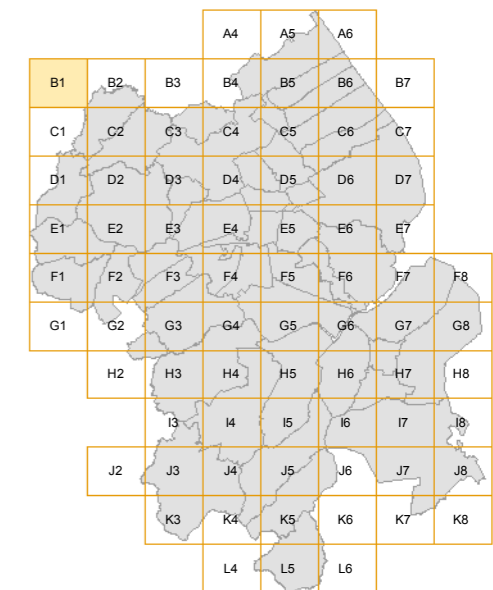 A4 A5 A6
B1 B2 B3 B4 B5 B6 B7
C1 C2 C3 C4 C5 C6 C7
D1 D2 D3 D4 D5 D6 D7
E1 E2 E3 E4 E5 E6 E7
F1 F2 F3 F4 F5 F6 F7 F8
G1 G2 G3 G4 G5 G6 G7 G8
H2 H3 H4 H5 H6 H7 H8
I3 I4 I5 I6 I7 I8
J2 J3 J4 J5 J6 J7 J8
K3 K4 K5 K6 K7 K8
L4 L5 L6